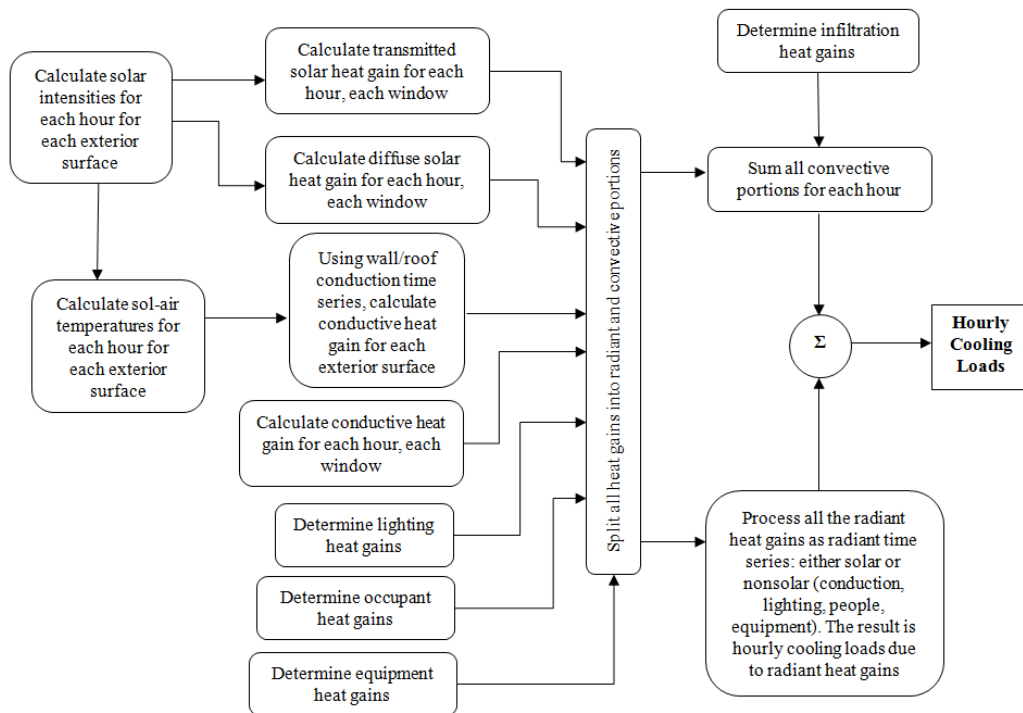 Calculate solar
intensities for
each hour for
each exterior
surface
Calculate transmitted
solar heat gain for each
hour, each window
Calculate diffuse solar
heat gain for each hour,
each window
Calculate sol-air
temperatures for
each hour for
each exterior
surface
Using wall/roof
conduction time
series, calculate
conductive heat
gain for each
exterior surface
Calculate conductive heat
gain for each hour, each
window
Determine lighting
heat gains
Determine occupant
heat gains
Determine equipment
heat gains
Split all heat gains into radiant and convective portions
Determine infiltration
heat gains
Sum all convective
portions for each hour
Σ
Hourly
Cooling
Loads
Process all the radiant
heat gains as radiant time
series: either solar or
nonsolar (conduction,
lighting, people,
equipment). The result is
hourly cooling loads due
to radiant heat gains